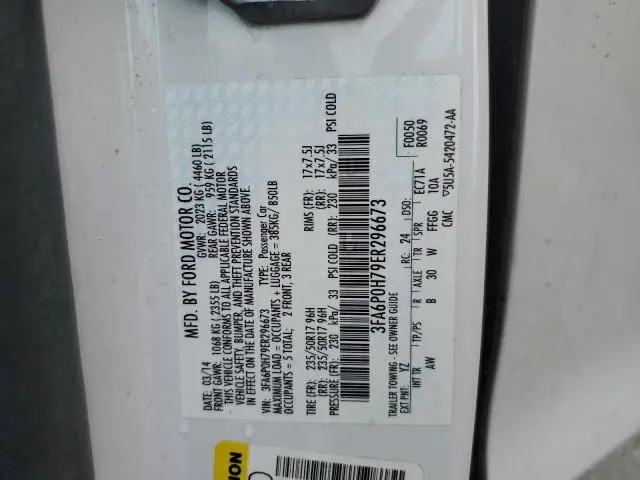 MFD. BY FORD MOTOR CO.
DATE: 03/14 GVWR: 2023 KG ( 4460 LB)
FRONT GAWR: 1068 KG (2355 LB) REAR GAWR: 959 KG ( 2115 LB)
THIS VEHICLE CONFORMS TO ALL APPLICABLE FEDERAL MOTOR
VEHICLE SAFETY, BUMPER, AND THEFT PREVENTION STANDARDS
IN EFFECT ON THE DATE OF MANUFACTURE SHOWN ABOVE.
VIN: 3FA6P0H79ER296673 TYPE: Passenger Car
MAXIMUM LOAD = OCCUPANTS + LUGGAGE = 385KG/ 850LB
OCCUPANTS = 5 TOTAL: 2 FRONT, 3 REAR
TIRE (FR): 235/50R17 96H RIMS (FR): 17x7.5J
(RR): 235/50R17 96H (RR): 17x7.5J
PRESSURE (FR): 230 kPa/ 33 PSI COLD (RR): 230 kPa/ 33 PSI COLD
3FA6P0H79ER296673
TRAILER TOWING - SEE OWNER GUIDE
F0050
R0069
EXT PNT: YZ RC: 24 DSO:
INT TR TP/PS R AXLE TR SPR EC71A
AW B 30 W FFGG 10A
CMC
5U5A-5420472-AA